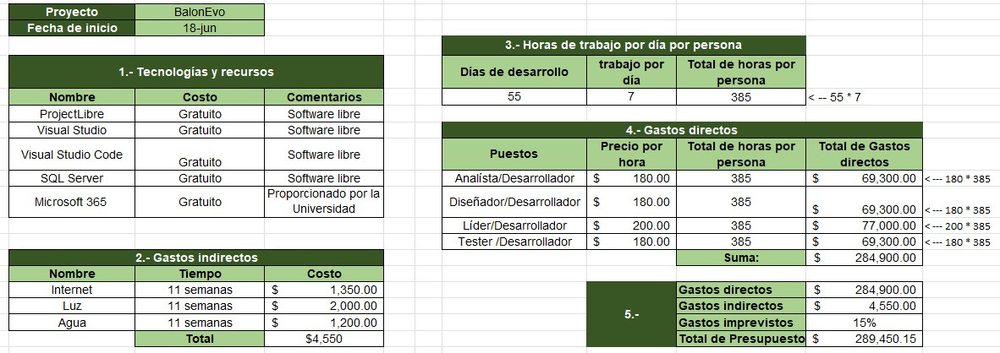 Proyecto BalonEvo
Fecha de inicio 18-jun
1.- Tecnologías y recursos
Nombre Costo Comentarios
ProjectLibre Gratuito Software libre
Visual Studio Gratuito Software libre
Visual Studio Code Gratuito Software libre
SQL Server Gratuito Software libre
Microsoft 365 Gratuito Proporcionado por la
Universidad
2.- Gastos indirectos
Nombre Tiempo Costo
Internet 11 semanas $ 1,350.00
Luz 11 semanas $ 2,000.00
Agua 11 semanas $ 1,200.00
Total $4,550
3.- Horas de trabajo por día por persona
Días de desarrollo trabajo por
día Total de horas por
persona
55 7 385 < -- 55 * 7
4.- Gastos directos
Puestos Precio por
hora Total de horas por
persona Total de Gastos
directos
Analísta/Desarrollador $ 180.00 385 $ 69,300.00 <--- 180 * 385
Diseñador/Desarrollador $ 180.00 385 $ 69,300.00 <--- 180 * 385
Líder/Desarrollador $ 200.00 385 $ 77,000.00 <--- 200 * 385
Tester /Desarrollador $ 180.00 385 $ 69,300.00 <--- 180 * 385
Suma: $ 284,900.00
5.-
Gastos directos $ 284,900.00
Gastos indirectos $ 4,550.00
Gastos imprevistos 15%
Total de Presupuesto $ 289,450.15